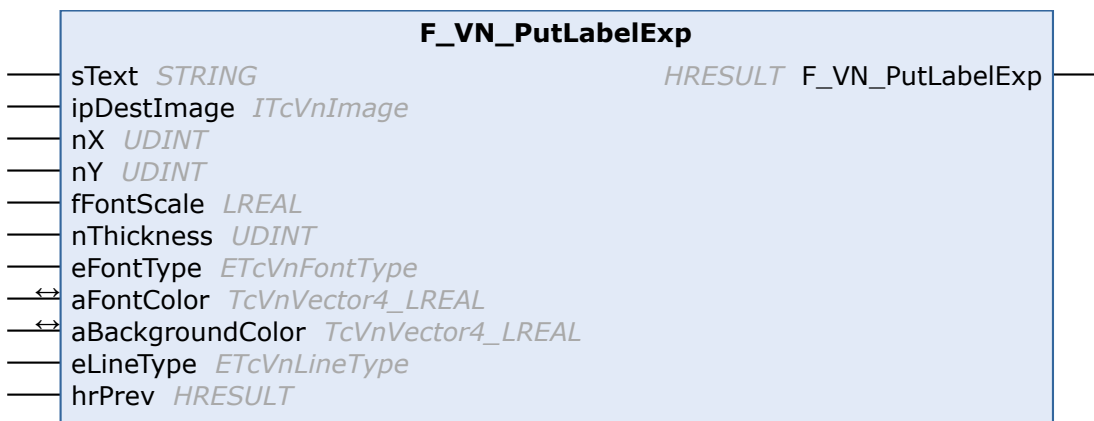 F_VN_PutLabelExp
sText STRING HRESULT F_VN_PutLabelExp
ipDestImage ITcVnImage
nX UDINT
nY UDINT
fFontScale LREAL
nThickness UDINT
eFontType ETcVnFontType
↔ aFontColor TcVnVector4_LREAL
↔ aBackgroundColor TcVnVector4_LREAL
eLineType ETcVnLineType
hrPrev HRESULT